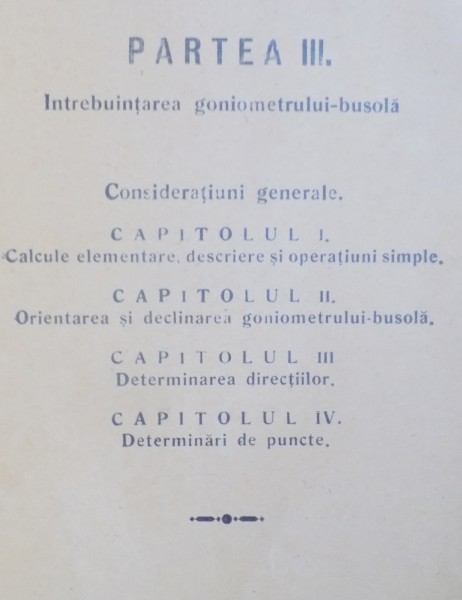 PARTEA III.
Intrebuințarea goniometrului-busolă
Considerațiuni generale.
CAPITOLUL I.
Calcule elementare, descriere și operațiuni simple.
CAPITOLUL II.
Orientarea și declinarea goniometrului-busolă.
CAPITOLUL III
Determinarea direcțiilor.
CAPITOLUL IV.
Determinări de puncte.